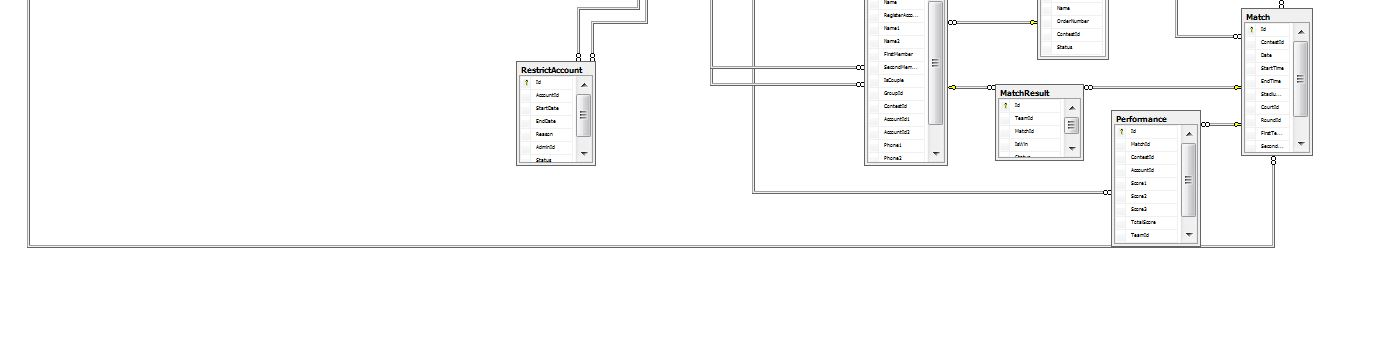 RestrictAccount
Id
AccountId
StartDate
EndDate
Reason
AdminId
Status
Name
RegisterAcco...
Name1
Name2
FirstMember
SecondMem...
IsCouple
GroupId
ContestId
AccountId1
AccountId2
Phone1
Phone2
Name
OrderNumber
ContestId
Status
MatchResult
Id
TeamId
MatchId
IsWin
Status
Performance
Id
MatchId
ContestId
AccountId
Score1
Score2
Score3
TotalScore
TeamId
Match
Id
ContestId
Date
StartTime
EndTime
Stadiu...
CourtId
RoundId
FirstTe...
Second...